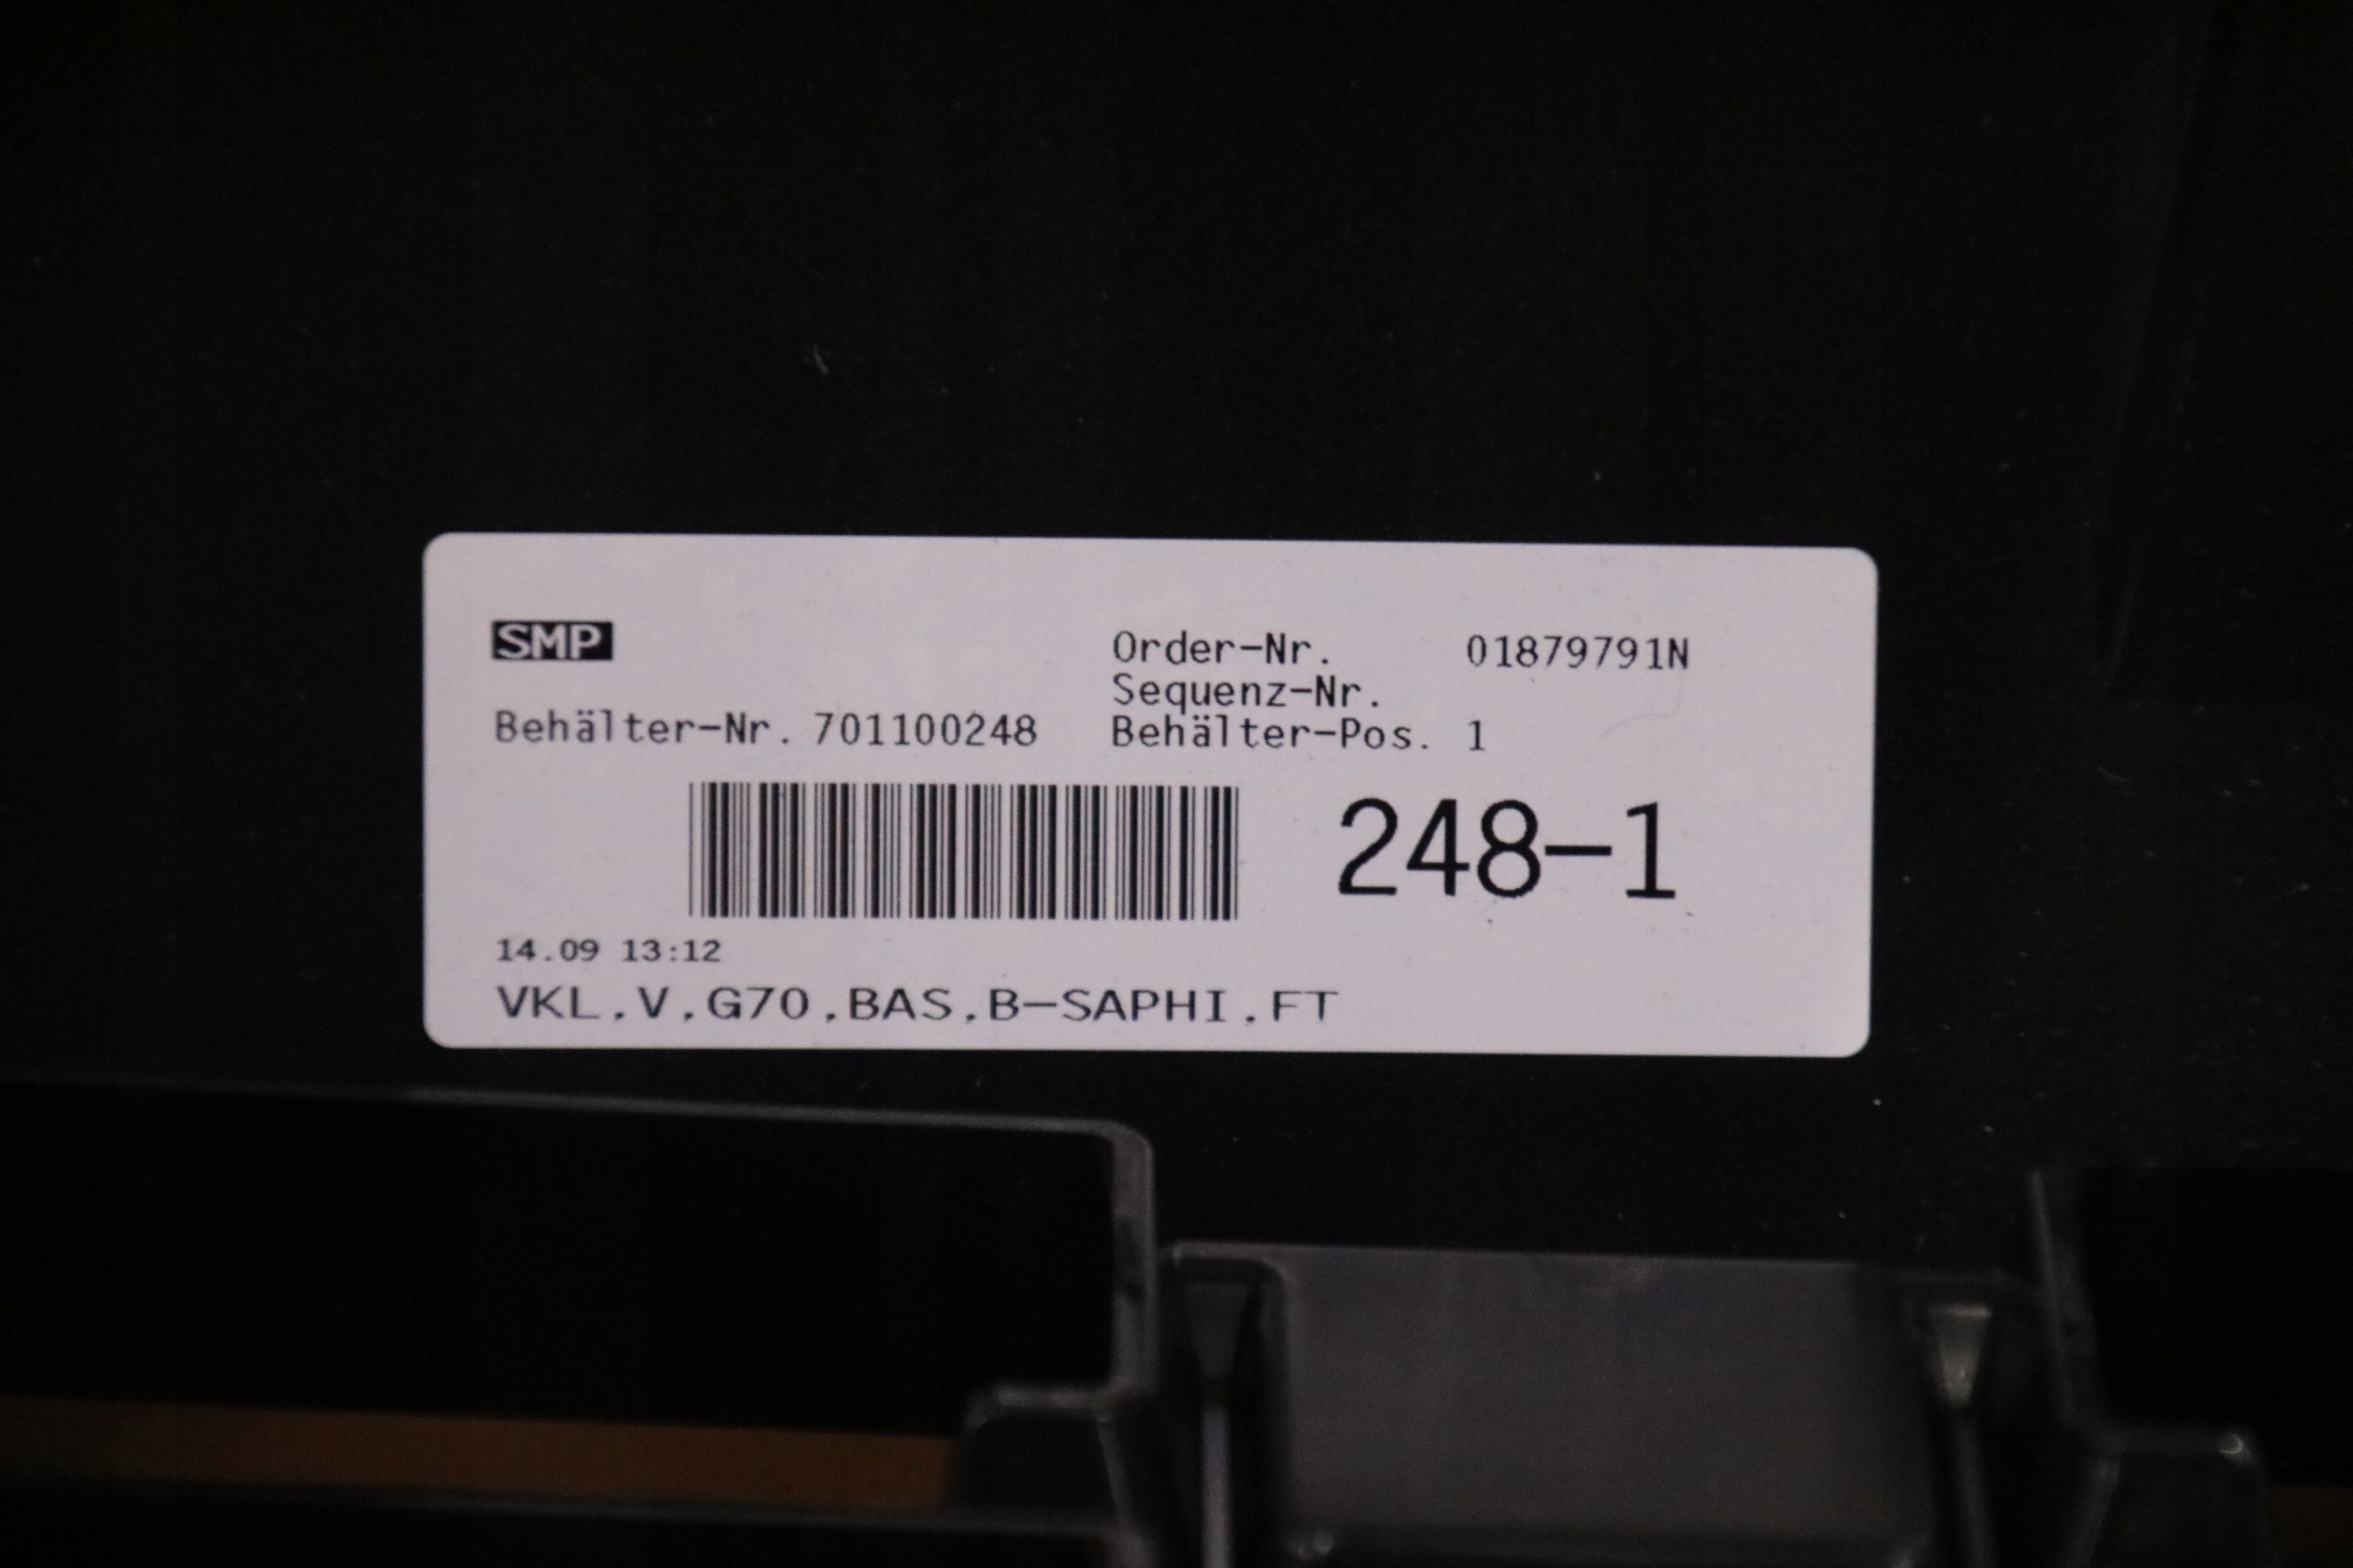 SMP
Order-Nr. 01879791N
Sequenz-Nr.
Behälter-Nr. 701100248 Behälter-Pos. 1
248-1
14.09 13:12
VKL,V,G70,BAS,B-SAPHI,FT